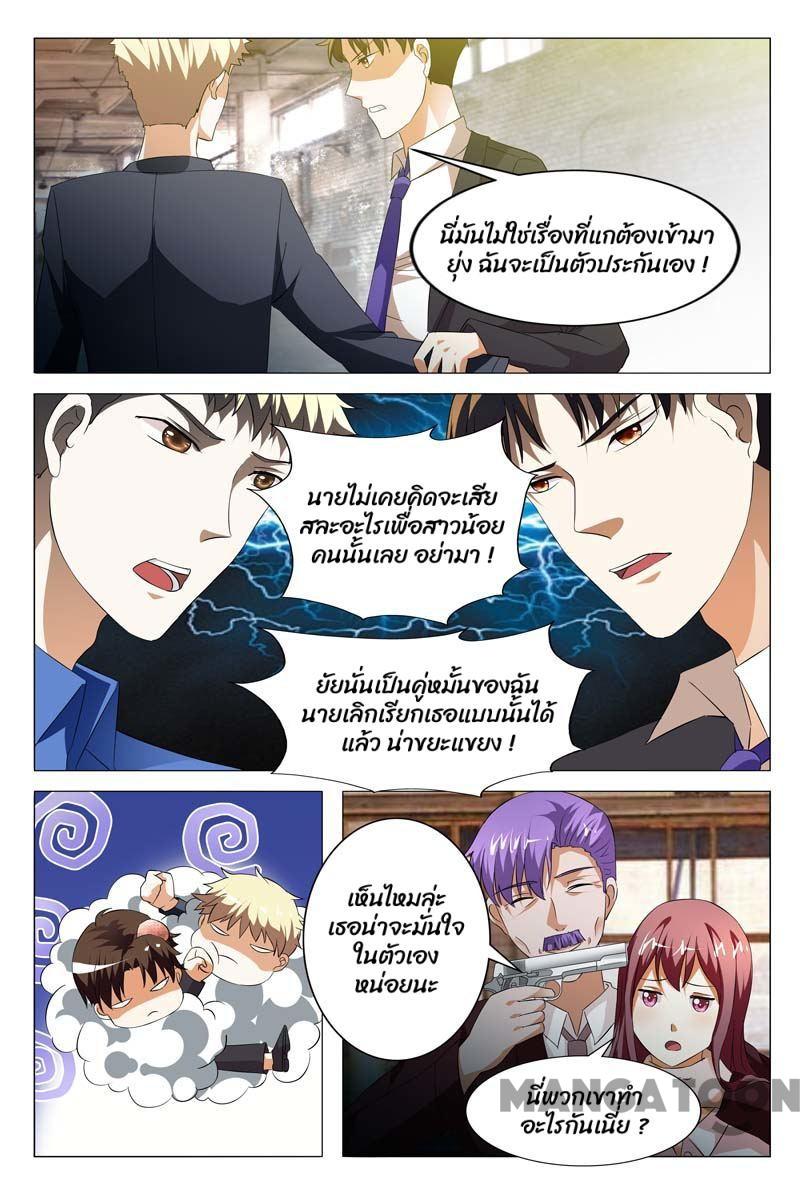 นี่มันไม่ใช่เรื่องที่แกต้องเข้ามา
ยุ่ง ฉันจะเป็นตัวประกันเอง !
นายไม่เคยคิดจะเสีย
สละอะไรเพื่อสาวน้อย
คนนั้นเลย อย่ามา !
ยัยนั่นเป็นคู่หมั้นของฉัน
นายเลิกเรียกเธอแบบนั้นได้
แล้ว น่าขยะแขยง !
เห็นไหมล่ะ
เธอน่าจะมั่นใจ
ในตัวเอง
หน่อยนะ
นี่พวกเขาทำ
อะไรกันเนี่ย ?
MANGATOON